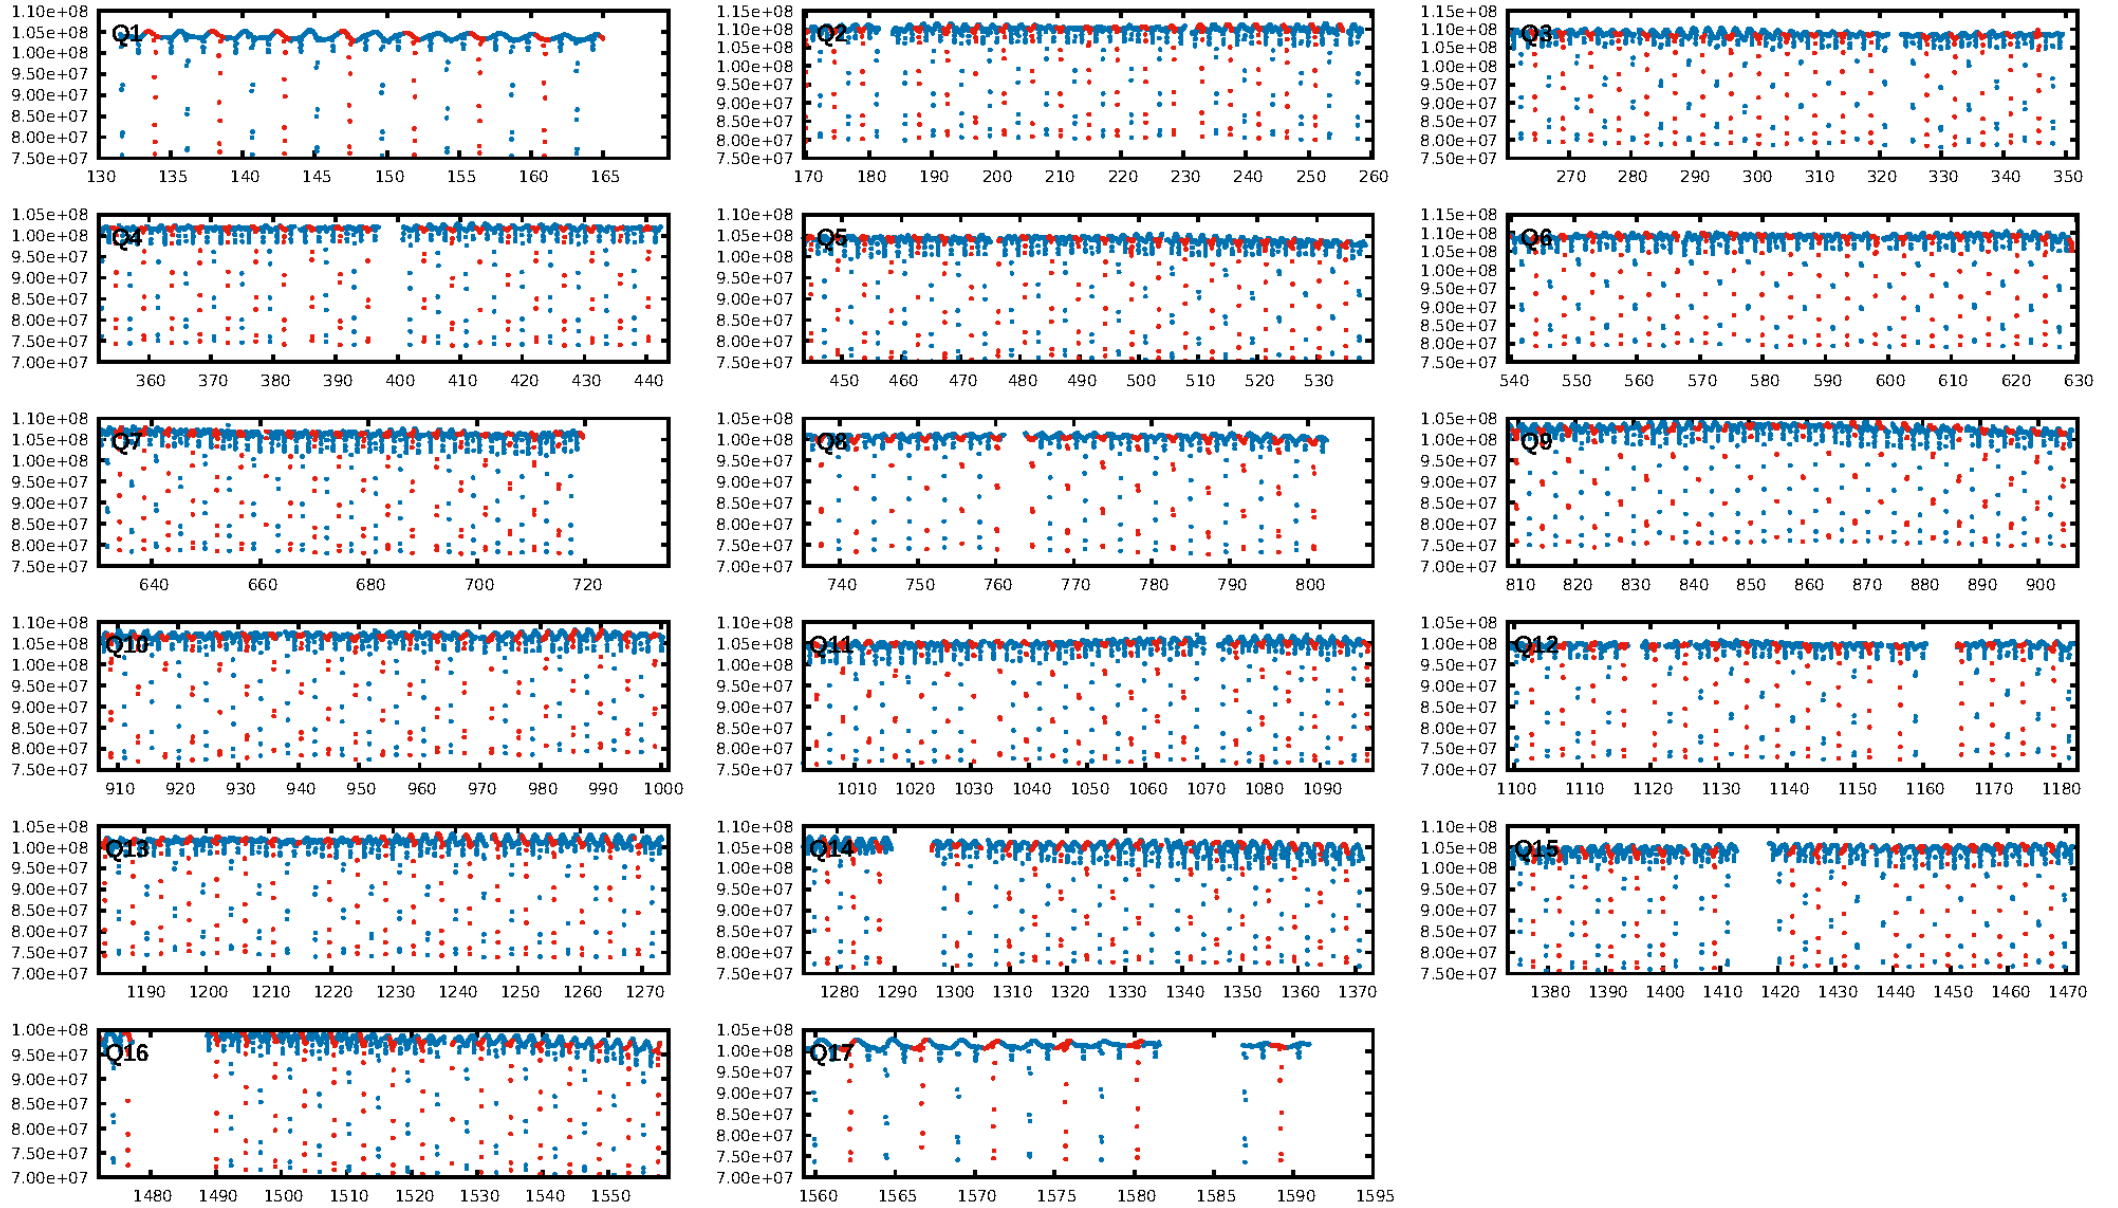 Q1
1.10e+08
1.05e+08
1.00e+08
9.50e+07
9.00e+07
8.50e+07
8.00e+07
7.50e+07
130 135 140 145 150 155 160 165
Q2
1.15e+08
1.10e+08
1.05e+08
1.00e+08
9.50e+07
9.00e+07
8.50e+07
8.00e+07
7.50e+07
170 180 190 200 210 220 230 240 250 260
Q3
1.15e+08
1.10e+08
1.05e+08
1.00e+08
9.50e+07
9.00e+07
8.50e+07
8.00e+07
7.50e+07
270 280 290 300 310 320 330 340 350
Q4
1.05e+08
1.00e+08
9.50e+07
9.00e+07
8.50e+07
8.00e+07
7.50e+07
7.00e+07
360 370 380 390 400 410 420 430 440
Q5
1.10e+08
1.05e+08
1.00e+08
9.50e+07
9.00e+07
8.50e+07
8.00e+07
7.50e+07
450 460 470 480 490 500 510 520 530
Q6
1.15e+08
1.10e+08
1.05e+08
1.00e+08
9.50e+07
9.00e+07
8.50e+07
8.00e+07
7.50e+07
540 550 560 570 580 590 600 610 620 630
Q7
1.10e+08
1.05e+08
1.00e+08
9.50e+07
9.00e+07
8.50e+07
8.00e+07
7.50e+07
640 660 680 700 720
Q8
1.05e+08
1.00e+08
9.50e+07
9.00e+07
8.50e+07
8.00e+07
7.50e+07
7.00e+07
740 750 760 770 780 790 800
Q9
1.05e+08
1.00e+08
9.50e+07
9.00e+07
8.50e+07
8.00e+07
7.50e+07
7.00e+07
810 820 830 840 850 860 870 880 890 900
Q10
1.10e+08
1.05e+08
1.00e+08
9.50e+07
9.00e+07
8.50e+07
8.00e+07
7.50e+07
910 920 930 940 950 960 970 980 990 1000
Q11
1.10e+08
1.05e+08
1.00e+08
9.50e+07
9.00e+07
8.50e+07
8.00e+07
7.50e+07
1010 1020 1030 1040 1050 1060 1070 1080 1090
Q12
1.05e+08
1.00e+08
9.50e+07
9.00e+07
8.50e+07
8.00e+07
7.50e+07
7.00e+07
1100 1110 1120 1130 1140 1150 1160 1170 1180
Q13
1.05e+08
1.00e+08
9.50e+07
9.00e+07
8.50e+07
8.00e+07
7.50e+07
7.00e+07
1190 1200 1210 1220 1230 1240 1250 1260 1270
Q14
1.10e+08
1.05e+08
1.00e+08
9.50e+07
9.00e+07
8.50e+07
8.00e+07
7.50e+07
1280 1290 1300 1310 1320 1330 1340 1350 1360 1370
Q15
1.10e+08
1.05e+08
1.00e+08
9.50e+07
9.00e+07
8.50e+07
8.00e+07
7.50e+07
1380 1390 1400 1410 1420 1430 1440 1450 1460 1470
Q16
1.00e+08
9.50e+07
9.00e+07
8.50e+07
8.00e+07
7.50e+07
7.00e+07
1480 1490 1500 1510 1520 1530 1540 1550
Q17
1.05e+08
1.00e+08
9.50e+07
9.00e+07
8.50e+07
8.00e+07
7.50e+07
7.00e+07
1560 1565 1570 1575 1580 1585 1590 1595